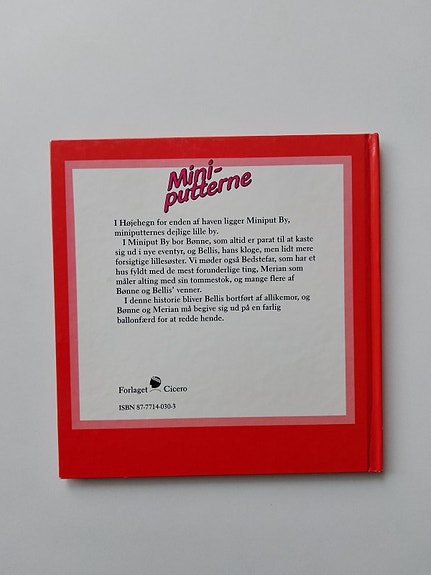 Mini-
putterne
I Højehegn for enden af haven ligger Miniput By,
miniputternes dejlige lille by.
I Miniput By bor Bønne, som altid er parat til at kaste
sig ud i nye eventyr, og Bellis, hans kloge, men lidt mere
forsigtige lillesøster. Vi møder også Bedstefar, som har et
hus fyldt med de mest forunderlige ting, Merian som
måler alting med sin tommestok, og mange flere af
Bønne og Bellis' venner.
I denne historie bliver Bellis bortført af allikemor, og
Bønne og Merian må begive sig ud på en farlig
ballonfærd for at redde hende.
Forlaget Cicero
ISBN 87-7714-030-3